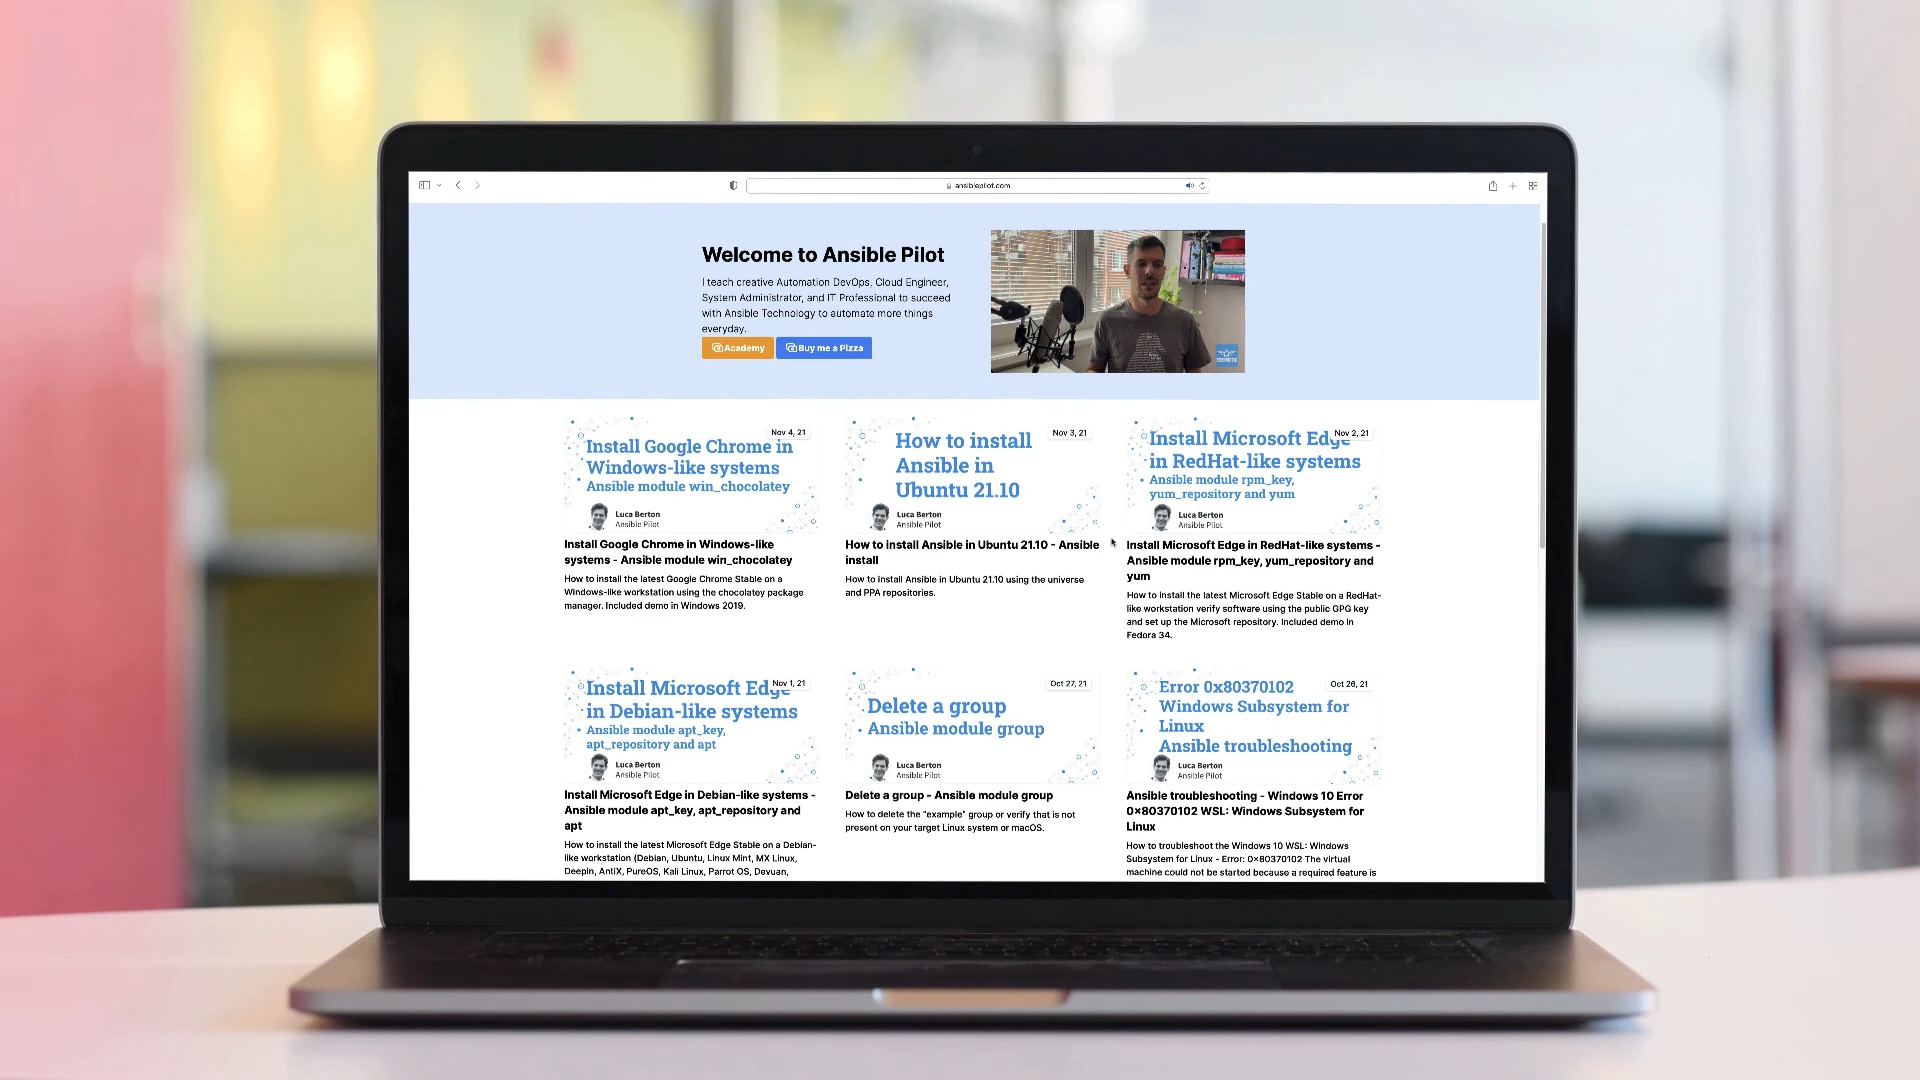 ansiblepilot.com
Welcome to Ansible Pilot
I teach creative Automation DevOps, Cloud Engineer,
System Administrator, and IT Professional to succeed
with Ansible Technology to automate more things
everyday.
Academy
Buy me a Pizza
Nov 4, 21
Install Google Chrome in
Windows-like systems
Ansible module win_chocolatey
Luca Berton
Ansible Pilot
Install Google Chrome in Windows-like
systems - Ansible module win_chocolatey
How to install the latest Google Chrome Stable on a
Windows-like workstation using the chocolatey package
manager. Included demo in Windows 2019.
Nov 3, 21
How to install
Ansible in
Ubuntu 21.10
Luca Berton
Ansible Pilot
How to install Ansible in Ubuntu 21.10 - Ansible
install
How to install Ansible in Ubuntu 21.10 using the universe
and PPA repositories.
Nov 2, 21
Install Microsoft Edge
in RedHat-like systems
Ansible module rpm_key,
yum_repository and yum
Luca Berton
Ansible Pilot
Install Microsoft Edge in RedHat-like systems -
Ansible module rpm_key, yum_repository and
yum
How to install the latest Microsoft Edge Stable on a RedHat-
like workstation verify software using the public GPG key
and set up the Microsoft repository. Included demo in
Fedora 34.
Nov 1, 21
Install Microsoft Edge
in Debian-like systems
Ansible module apt_key,
apt_repository and apt
Luca Berton
Ansible Pilot
Install Microsoft Edge in Debian-like systems -
Ansible module apt_key, apt_repository and
apt
How to install the latest Microsoft Edge Stable on a Debian-
like workstation (Debian, Ubuntu, Linux Mint, MX Linux,
Deepin, AntiX, PureOS, Kali Linux, Parrot OS, Devuan,
Oct 27, 21
Delete a group
Ansible module group
Luca Berton
Ansible Pilot
Delete a group - Ansible module group
How to delete the "example" group or verify that is not
present on your target Linux system or macOS.
Oct 26, 21
Error 0x80370102
Windows Subsystem for
Linux
Ansible troubleshooting
Luca Berton
Ansible Pilot
Ansible troubleshooting - Windows 10 Error
0x80370102 WSL: Windows Subsystem for
Linux
How to troubleshoot the Windows 10 WSL: Windows
Subsystem for Linux - Error: 0x80370102 The virtual
machine could not be started because a required feature is